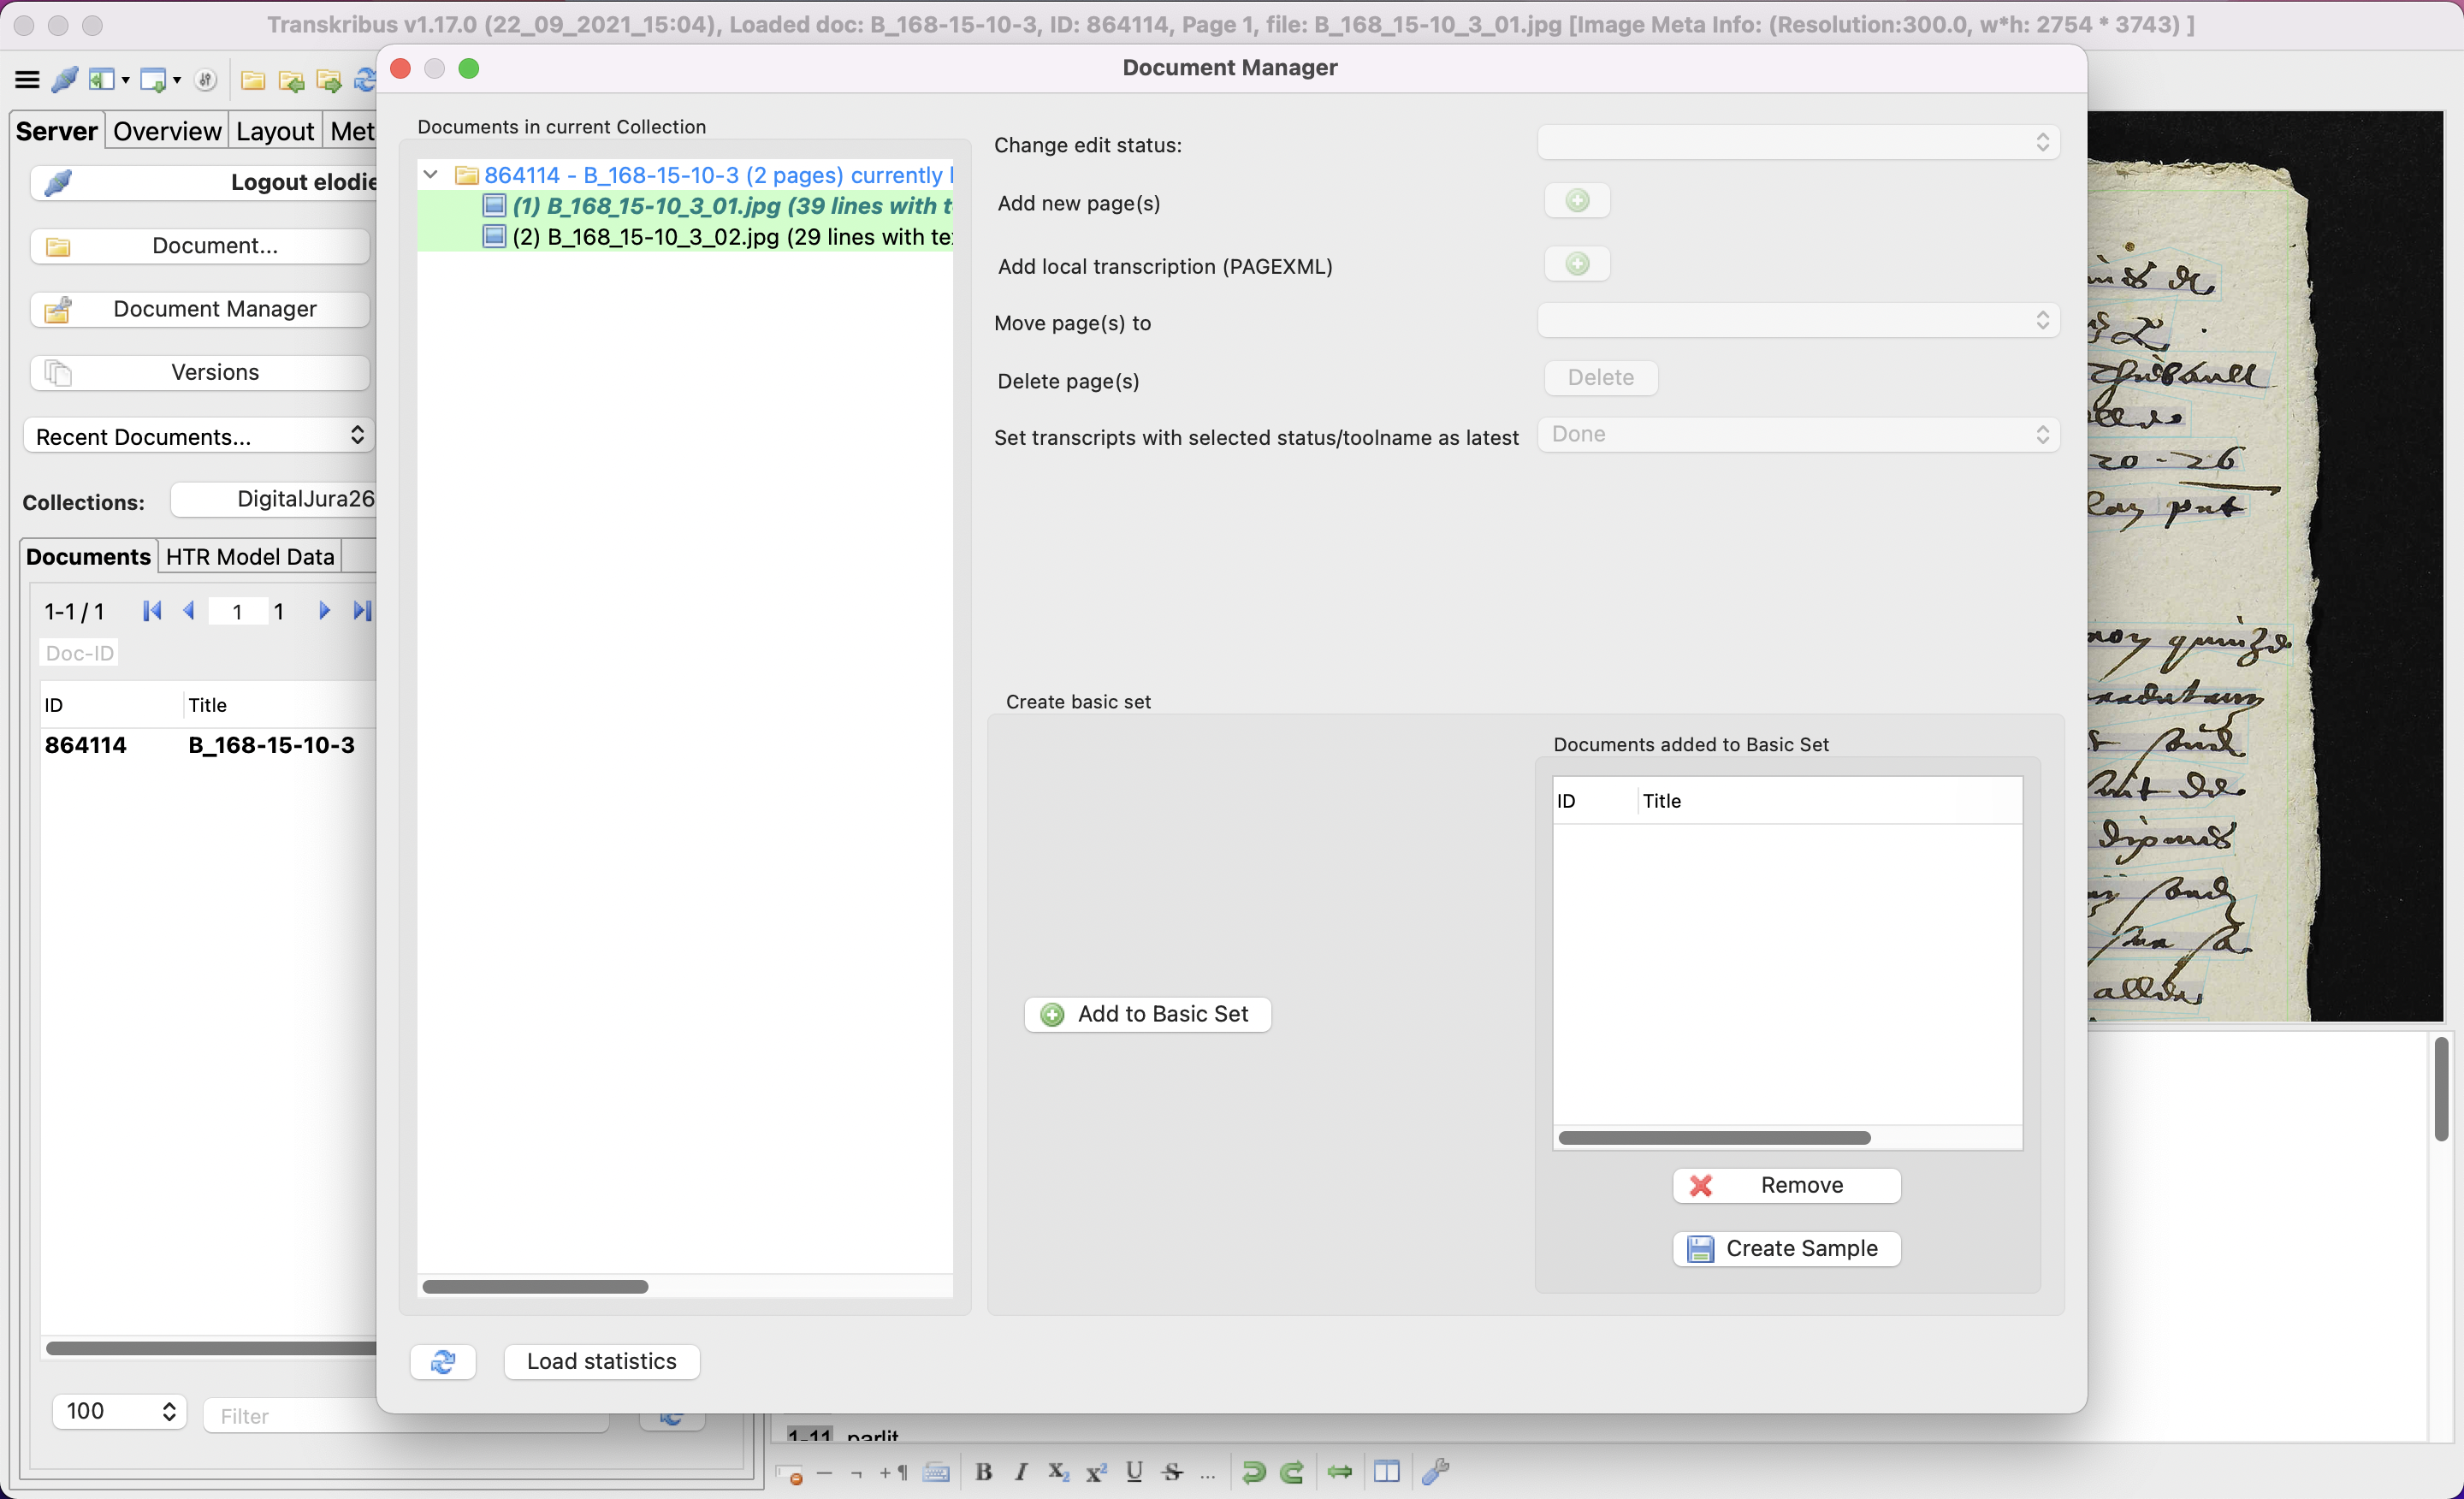 Transkribus v1.17.0 (22_09_2021_15:04), Loaded doc: B_168-15-10-3, ID: 864114, Page 1, file: B_168_15-10_3_01.jpg [Image Meta Info: (Resolution:300.0, w*h: 2754 * 3743) ]
Document Manager
Server Overview Layout Met
Logout elodie
Document...
Document Manager
Versions
Recent Documents...
Collections: DigitalJura26
Documents HTR Model Data
1-1 / 1 1 1
Doc-ID
ID Title
864114 B_168-15-10-3
100 Filter
Documents in current Collection
864114 - B_168-15-10-3 (2 pages) currently l
(1) B_168_15-10_3_01.jpg (39 lines with t
(2) B_168_15-10_3_02.jpg (29 lines with te
Load statistics
Change edit status:
Add new page(s)
Add local transcription (PAGEXML)
Move page(s) to
Delete page(s) Delete
Set transcripts with selected status/toolname as latest Done
Create basic set
Add to Basic Set
Documents added to Basic Set
ID Title
Remove
Create Sample
20-26
quinze
1-11 parlit
B I X₂ x² U S ...